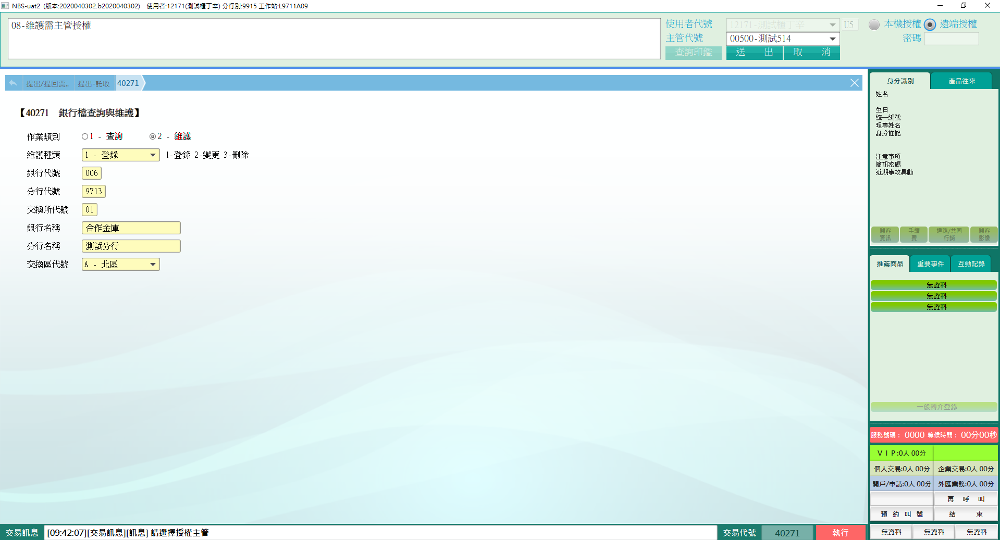 NBS-uat2 (版本:2020040302.b2020040302) 使用者:12171(測試櫃丁辛) 分行別:9915 工作站:L9711A09
08-維護需主管授權
使用者代號 12171-測試櫃丁辛 U5 本機授權 遠端授權
主管代號 00500-測試514 密碼
查詢印鑑 送 出 取 消
提出/提回票.. 提出-託收 40271
【40271 銀行檔查詢與維護】
作業類別 1 - 查詢 2 - 維護
維護種類 1 - 登錄 1-登錄 2-變更 3-刪除
銀行代號 006
分行代號 9713
交換所代號 01
銀行名稱 合作金庫
分行名稱 測試分行
交換區代號 A - 北區
身分識別 產品往來
姓名
生日
統一編號
理專姓名
身分註記
注意事項
簡訊密碼
近期事故異動
顧客資訊 手續費 通路/共同行銷 顧客影像
推薦商品 重要事件 互動記錄
無資料
無資料
無資料
一般轉介登錄
服務號碼: 0000 等候時間: 00分00秒
VIP:0人 00分
個人交易:0人 00分 企業交易:0人 00分
開戶/申請:0人 00分 外匯業務:0人 00分
再 呼 叫
預 約 叫 號 結 束
交易訊息 [09:42:07][交易訊息][訊息] 請選擇授權主管 交易代號 40271 執行 無資料 無資料 無資料